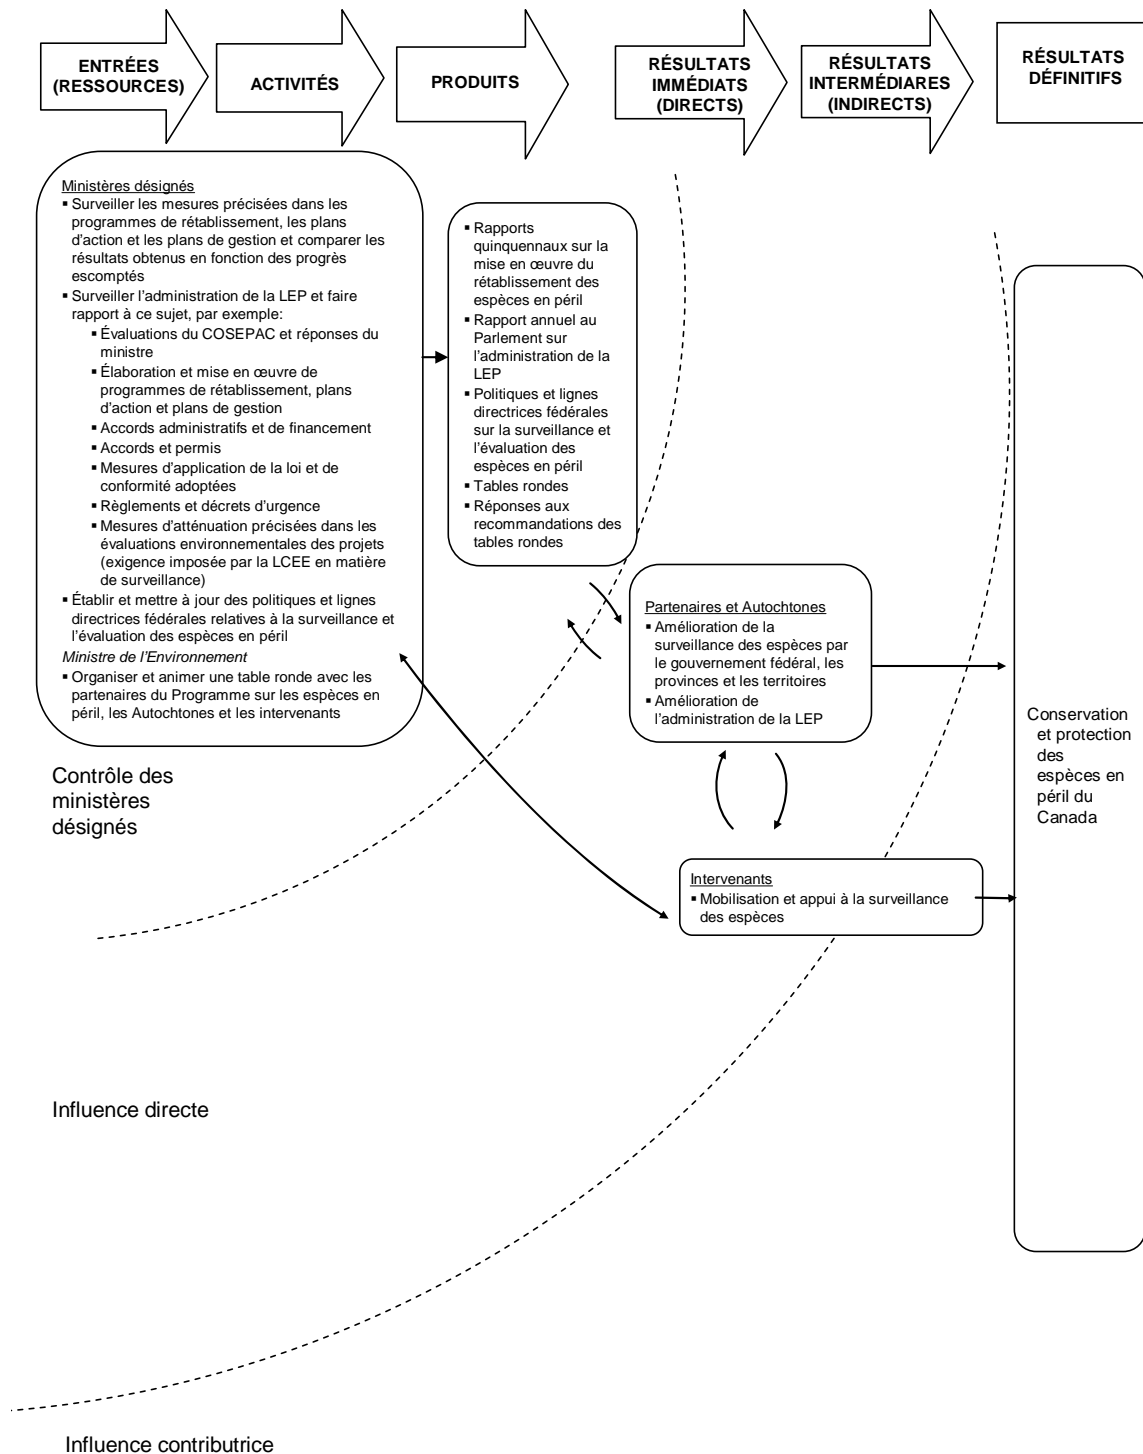 ENTRÉES
(RESSOURCES)
ACTIVITÉS
PRODUITS
RÉSULTATS
IMMÉDIATS
(DIRECTS)
RÉSULTATS
INTERMÉDIARES
(INDIRECTS)
RÉSULTATS
DÉFINITIFS
Ministères désignés
▪ Surveiller les mesures précisées dans les
programmes de rétablissement, les plans
d'action et les plans de gestion et comparer les
résultats obtenus en fonction des progrès
escomptés
▪ Surveiller l'administration de la LEP et faire
rapport à ce sujet, par exemple:
▪ Évaluations du COSEPAC et réponses du
ministre
▪ Élaboration et mise en œuvre de
programmes de rétablissement, plans
d'action et plans de gestion
▪ Accords administratifs et de financement
▪ Accords et permis
▪ Mesures d'application de la loi et de
conformité adoptées
▪ Règlements et décrets d'urgence
▪ Mesures d'atténuation précisées dans les
évaluations environnementales des projets
(exigence imposée par la LCEE en matière
de surveillance)
▪ Établir et mettre à jour des politiques et lignes
directrices fédérales relatives à la surveillance et
l'évaluation des espèces en péril
Ministre de l'Environnement
▪ Organiser et animer une table ronde avec les
partenaires du Programme sur les espèces en
péril, les Autochtones et les intervenants
▪ Rapports
quinquennaux sur la
mise en œuvre du
rétablissement des
espèces en péril
▪ Rapport annuel au
Parlement sur
l'administration de la
LEP
▪ Politiques et lignes
directrices fédérales
sur la surveillance et
l'évaluation des
espèces en péril
▪ Tables rondes
▪ Réponses aux
recommandations des
tables rondes
Partenaires et Autochtones
▪ Amélioration de la
surveillance des espèces par
le gouvernement fédéral, les
provinces et les territoires
▪ Amélioration de
l'administration de la LEP
Intervenants
▪ Mobilisation et appui à la surveillance
des espèces
Conservation
et protection
des
espèces en
péril du
Canada
Contrôle des
ministères
désignés
Influence directe
Influence contributrice